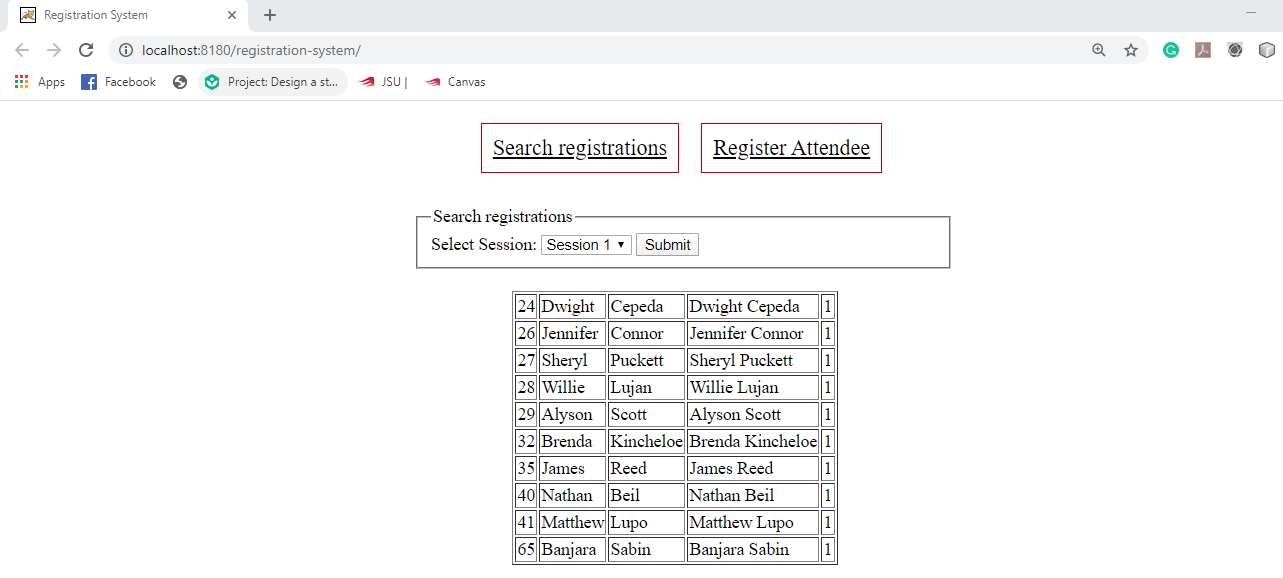 Registration System
localhost:8180/registration-system/
Apps Facebook Project: Design a st... JSU | Canvas
Search registrations Register Attendee
Search registrations
Select Session: Session 1 Submit
24 Dwight Cepeda Dwight Cepeda 1
26 Jennifer Connor Jennifer Connor 1
27 Sheryl Puckett Sheryl Puckett 1
28 Willie Lujan Willie Lujan 1
29 Alyson Scott Alyson Scott 1
32 Brenda Kincheloe Brenda Kincheloe 1
35 James Reed James Reed 1
40 Nathan Beil Nathan Beil 1
41 Matthew Lupo Matthew Lupo 1
65 Banjara Sabin Banjara Sabin 1